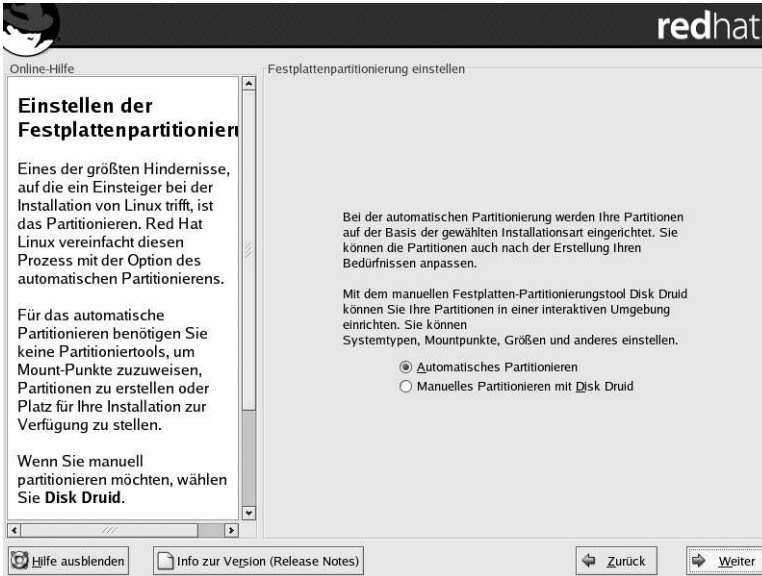 redhat.
Online-Hilfe
Einstellen der
Festplattenpartitionieru
Eines der größten Hindernisse,
auf die ein Einsteiger bei der
Installation von Linux trifft, ist
das Partitionieren. Red Hat
Linux vereinfacht diesen
Prozess mit der Option des
automatischen Partitionierens.
Für das automatische
Partitionieren benötigen Sie
keine Partitioniertools, um
Mount-Punkte zuzuweisen,
Partitionen zu erstellen oder
Platz für Ihre Installation zur
Verfügung zu stellen.
Wenn Sie manuell
partitionieren möchten, wählen
Sie Disk Druid.
Festplattenpartitionierung einstellen
Bei der automatischen Partitionierung werden Ihre Partitionen
auf der Basis der gewählten Installationsart eingerichtet. Sie
können die Partitionen auch nach der Erstellung Ihren
Bedürfnissen anpassen.
Mit dem manuellen Festplatten-Partitionierungstool Disk Druid
können Sie Ihre Partitionen in einer interaktiven Umgebung
einrichten. Sie können
Systemtypen, Mountpunkte, Größen und anderes einstellen.
Automatisches Partitionieren
Manuelles Partitionieren mit Disk Druid
Hilfe ausblenden
Info zur Version (Release Notes)
Zurück
Weiter